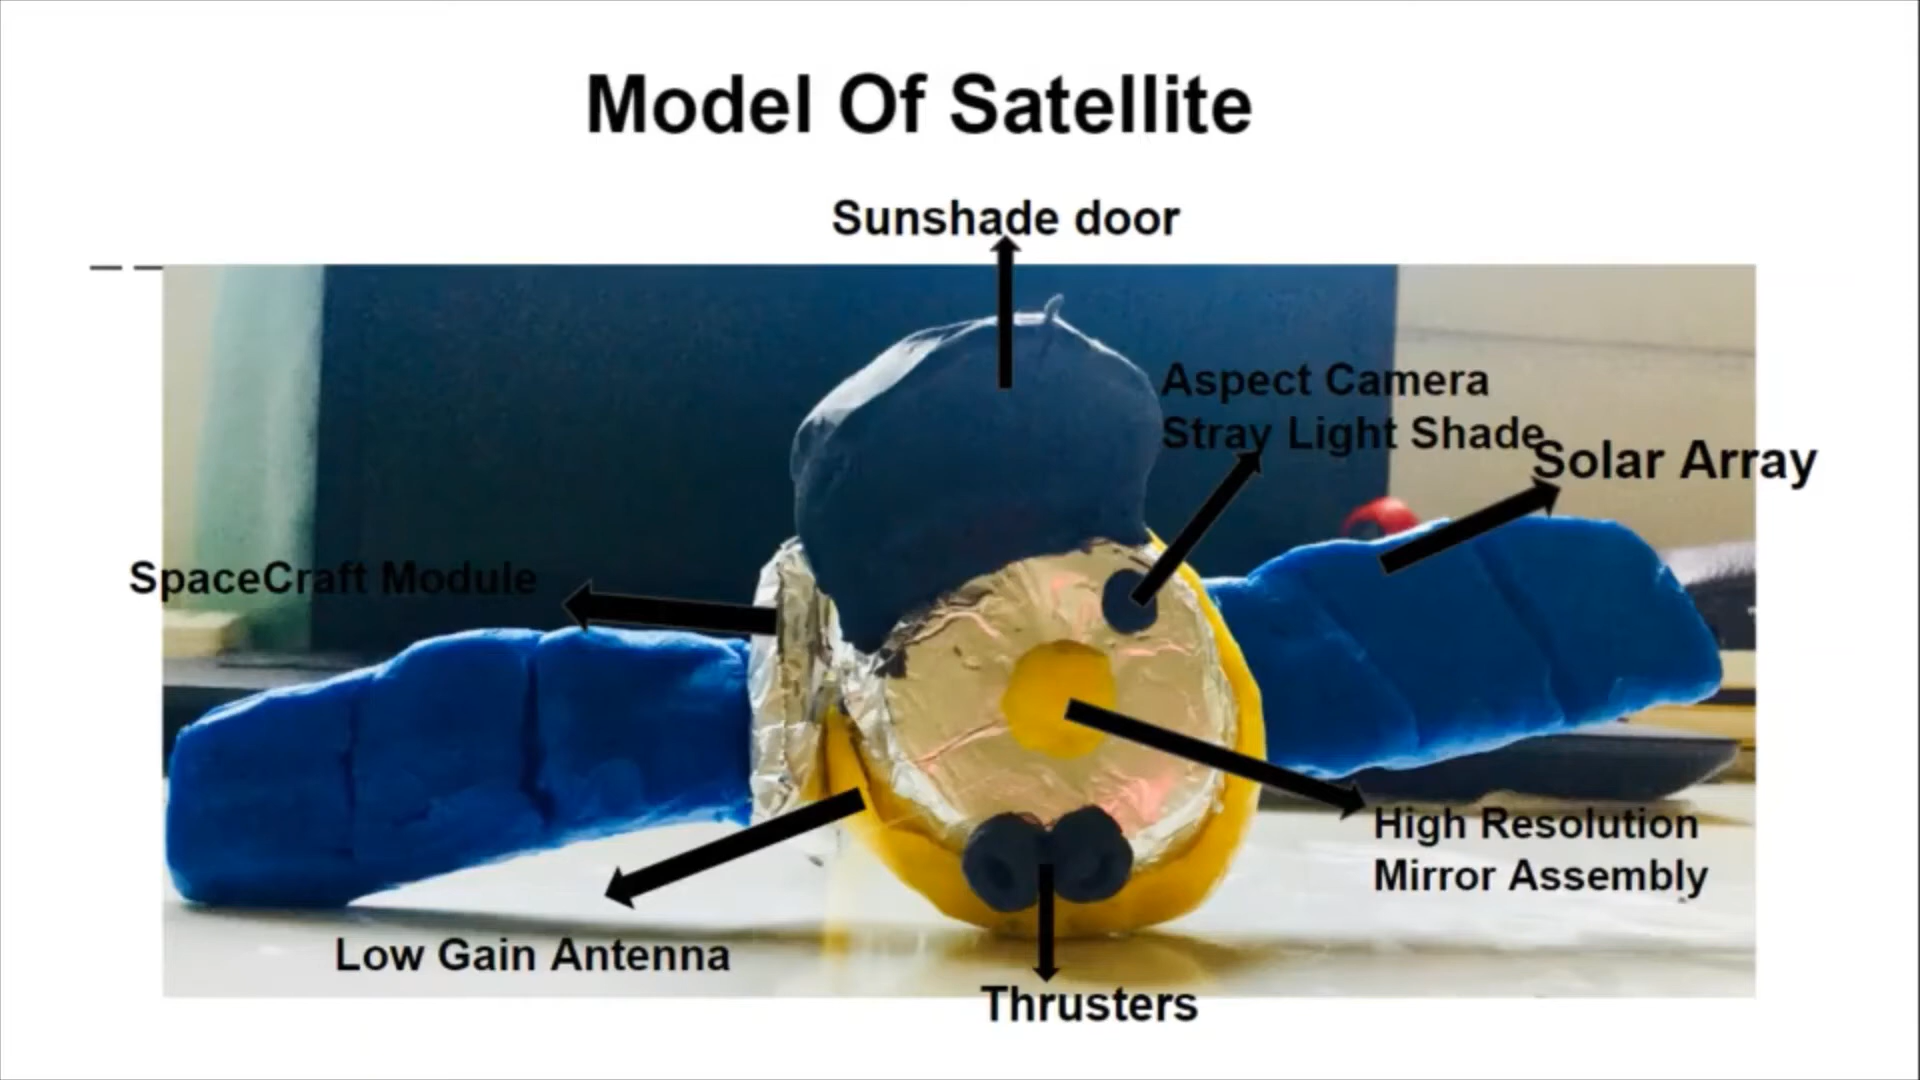 Model Of Satellite
Sunshade door
Aspect Camera
Stray Light Shade
Solar Array
SpaceCraft Module
High Resolution
Mirror Assembly
Low Gain Antenna
Thrusters